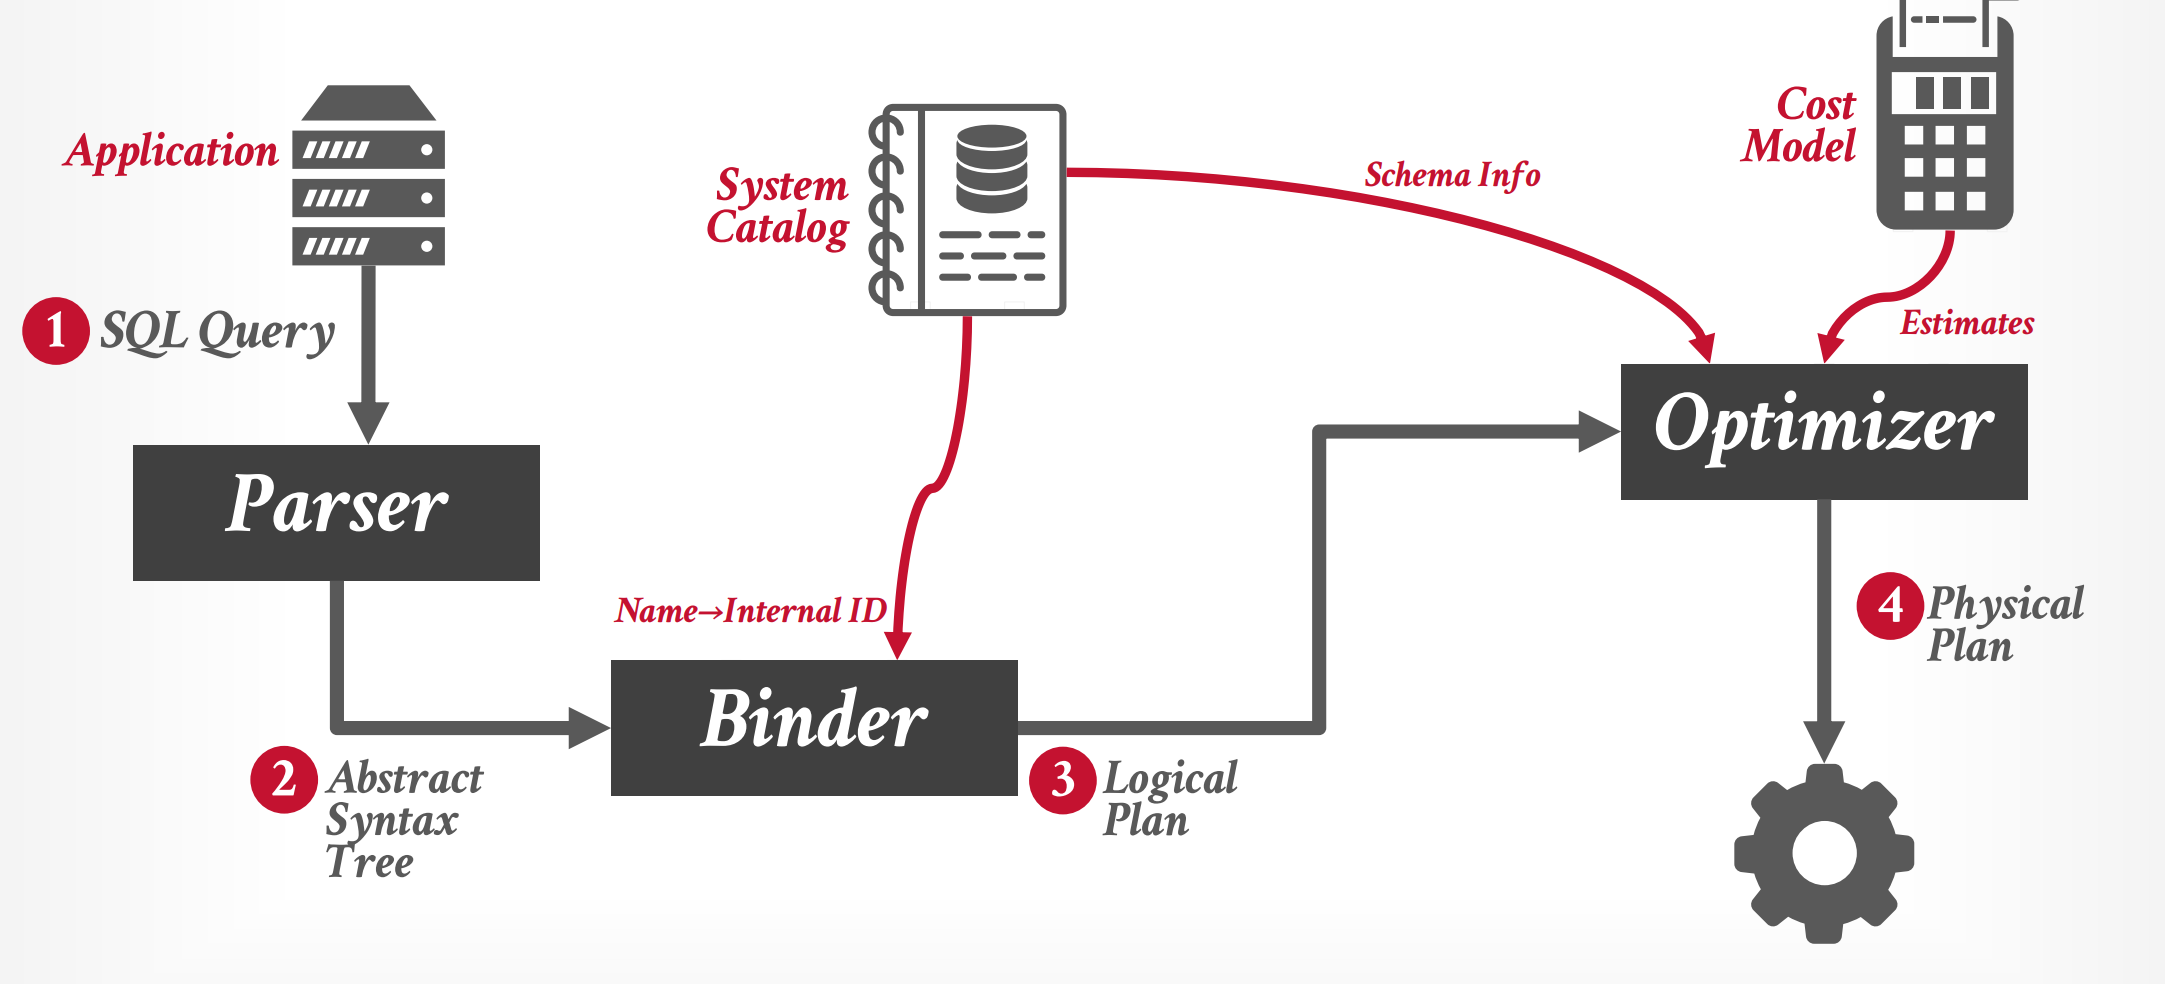 Application
1 SQL Query
Parser
2 Abstract
Syntax
Tree
System
Catalog
Name→Internal ID
Binder
3 Logical
Plan
Schema Info
Cost
Model
Estimates
Optimizer
4 Physical
Plan